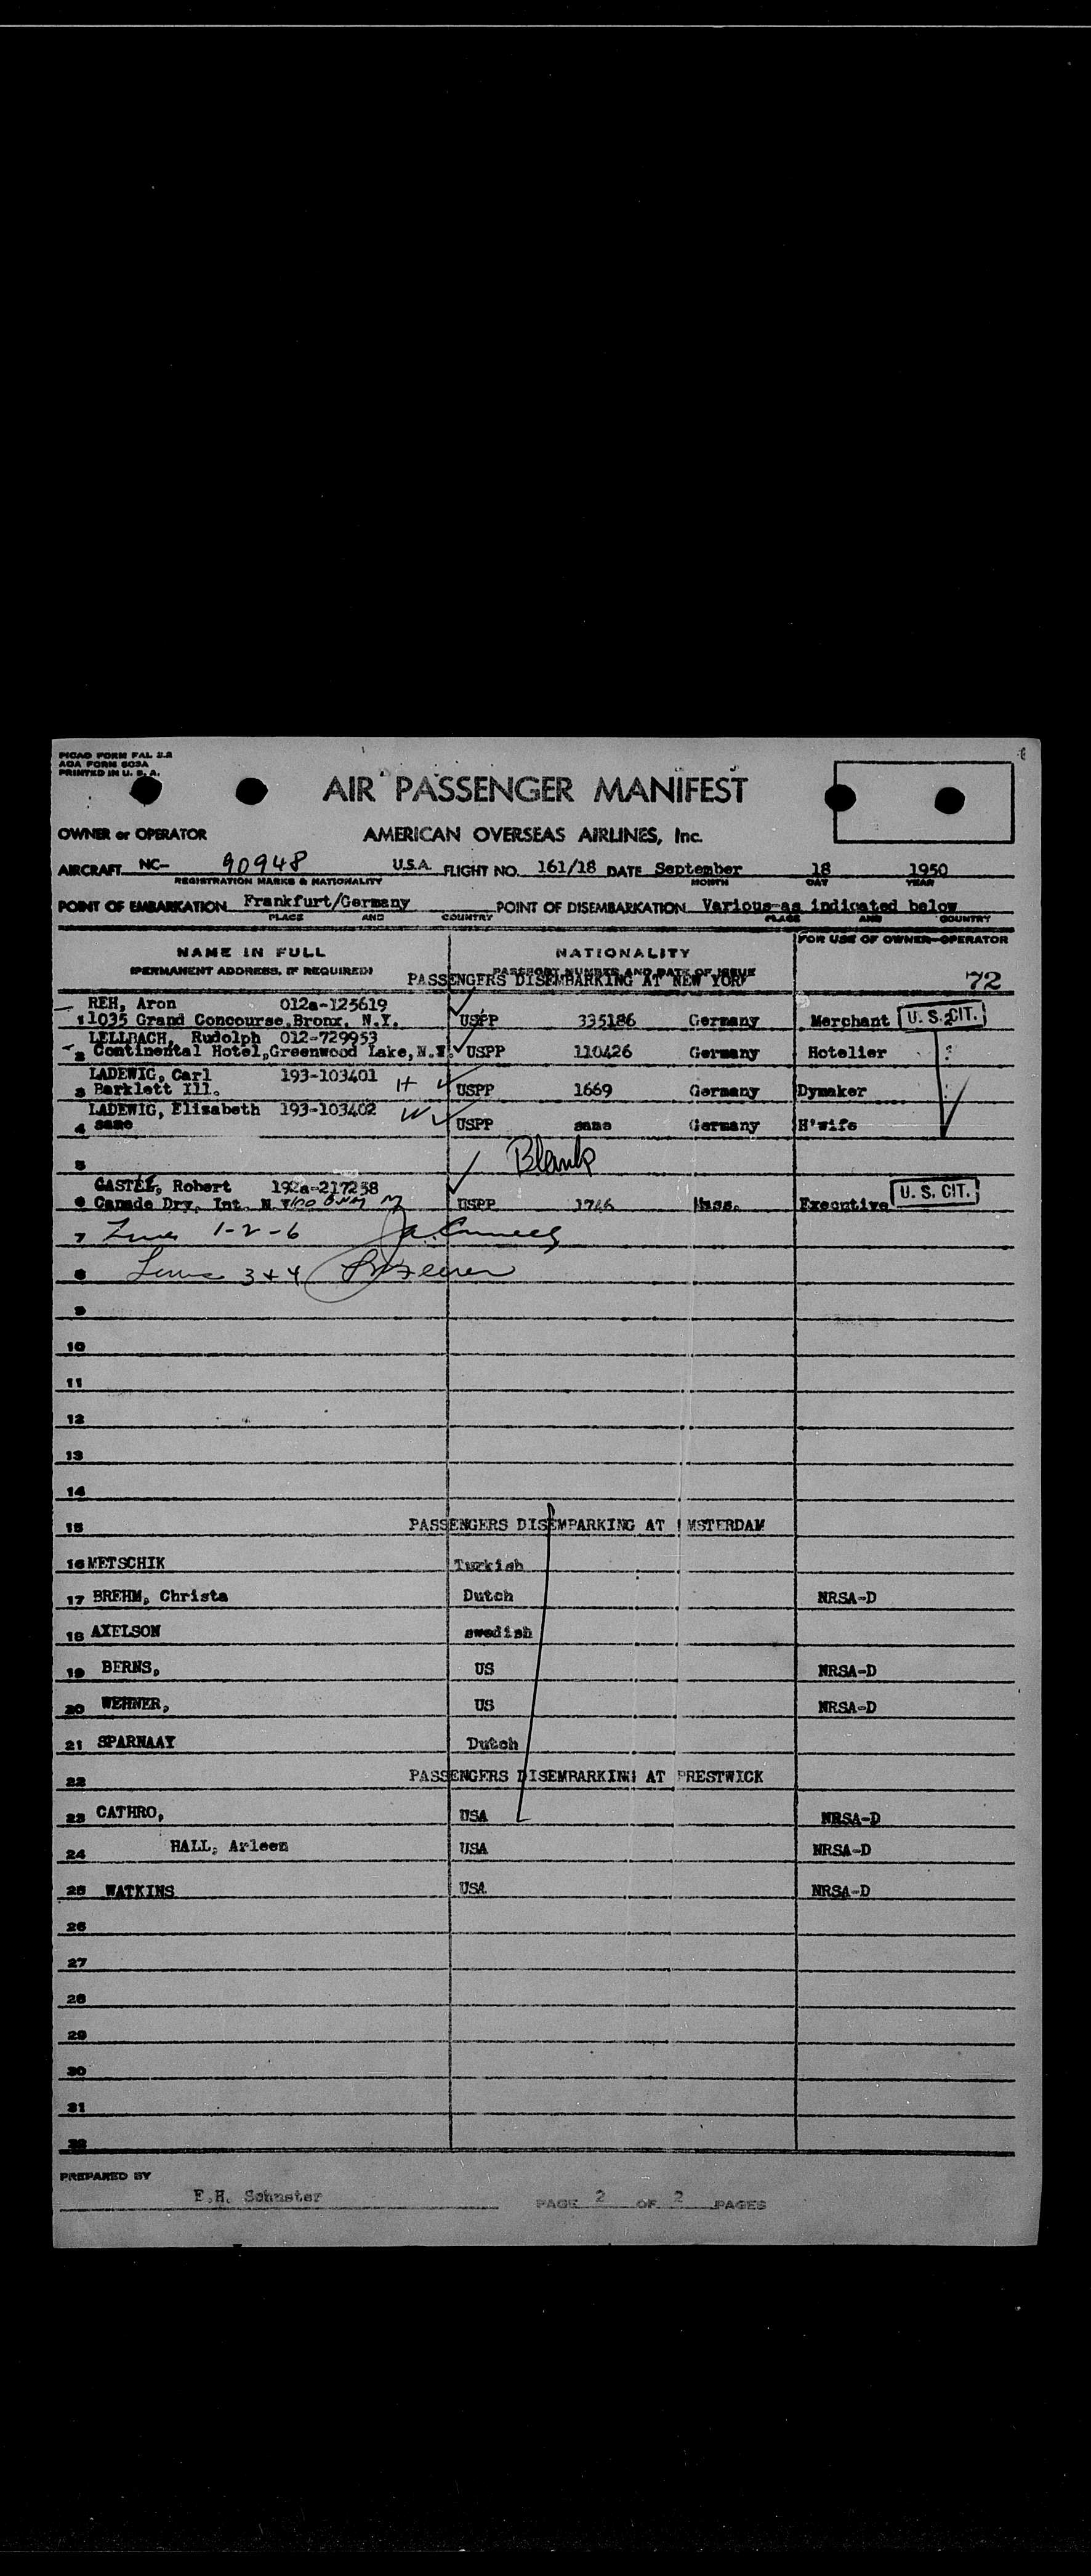 PICAO FORM FAL 2.2
AOA FORM 603A
PRINTED IN U. S. A.
AIR PASSENGER MANIFEST
OWNER or OPERATOR AMERICAN OVERSEAS AIRLINES, Inc.
AIRCRAFT NC- 90948 U.S.A. FLIGHT NO. 161/18 DATE September 18 1950
REGISTRATION MARKS & NATIONALITY MONTH DAY YEAR
POINT OF EMBARKATION Frankfurt/Germany POINT OF DISEMBARKATION Various-as indicated below
PLACE AND COUNTRY PLACE AND COUNTRY
NAME IN FULL NATIONALITY FOR USE OF OWNER-OPERATOR
(PERMANENT ADDRESS, IF REQUIRED) PASSPORT NUMBER AND DATE OF ISSUE
PASSENGERS DISEMBARKING AT NEW YORK 72
REH, Aron 012a-125619
1 1035 Grand Concourse, Bronx, N.Y. USPP 335186 Germany Merchant U. S. CIT.
LELLBACH, Rudolph 012-729953
2 Continental Hotel, Greenwood Lake, N.Y. USPP 110426 Germany Hotelier
LADEWIG, Carl 193-103401
3 Barklett Ill. H USPP 1669 Germany Dymaker
LADEWIG, Elizabeth 193-103402
4 same W USPP same Germany H'wife
5 Blank
CASTEL, Robert 192a-217258
6 Canada Dry, Int. N.Y. USPP 1746 Mass. Executive U. S. CIT.
7 Lines 1-2-6
8 Lines 3 & 4
9
10
11
12
13
14
15 PASSENGERS DISEMPARKING AT AMSTERDAM
16 METSCHIK Turkish
17 BREHM, Christa Dutch NRSA-D
18 AXELSON swedish
19 BERNS, US NRSA-D
20 WEHNER, US NRSA-D
21 SPARNAAY Dutch
22 PASSENGERS DISEMBARKING AT PRESTWICK
23 CATHRO, USA NRSA-D
24 HALL, Arleen USA NRSA-D
25 WATKINS USA NRSA-D
26
27
28
29
30
31
32
PREPARED BY
E.H. Schuster PAGE 2 OF 2 PAGES